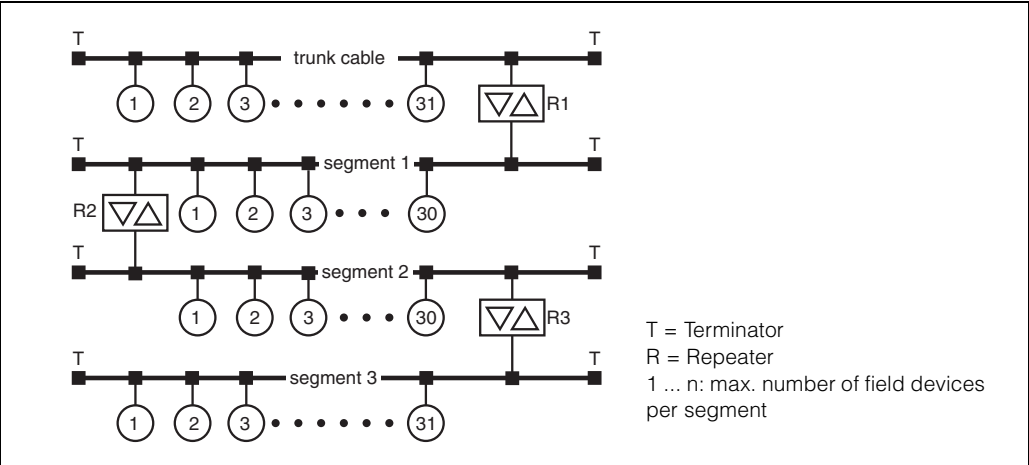 T T
trunk cable
1 2 3 31 R1
T T
segment 1
R2 1 2 3 30
T T
segment 2
1 2 3 30 R3
T T
segment 3
1 2 3 31
T = Terminator
R = Repeater
1 ... n: max. number of field devices
per segment